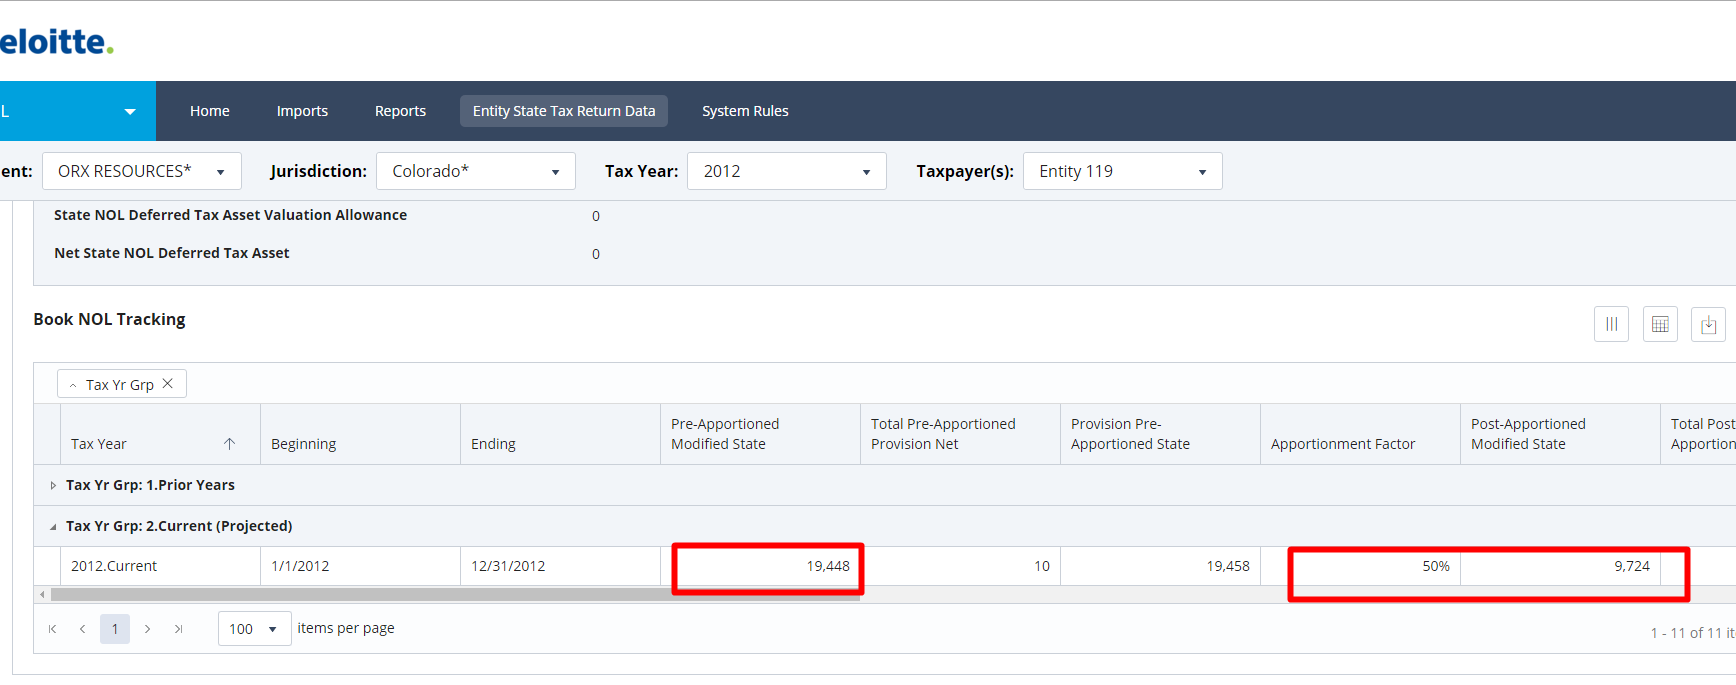 eloitte.
L
Home Imports Reports Entity State Tax Return Data System Rules
ent: ORX RESOURCES* Jurisdiction: Colorado* Tax Year: 2012 Taxpayer(s): Entity 119
State NOL Deferred Tax Asset Valuation Allowance 0
Net State NOL Deferred Tax Asset 0
Book NOL Tracking
Tax Yr Grp
Pre-Apportioned Total Pre-Apportioned Provision Pre- Post-Apportioned Total Post
Tax Year Beginning Ending Modified State Provision Net Apportioned State Apportionment Factor Modified State Apportion
Tax Yr Grp: 1.Prior Years
Tax Yr Grp: 2.Current (Projected)
2012.Current 1/1/2012 12/31/2012 19,448 10 19,458 50% 9,724
1 100 items per page
1 - 11 of 11 it